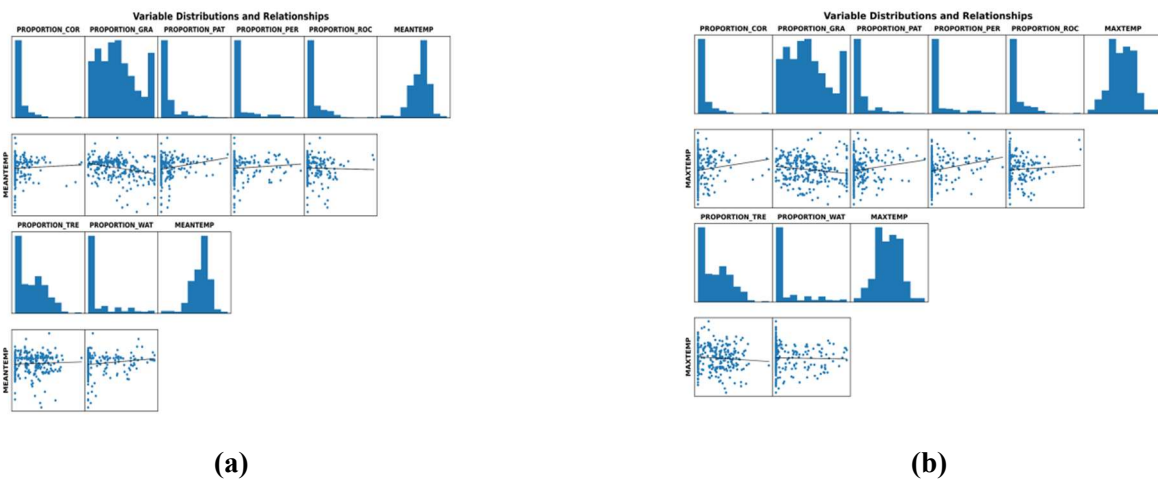 Variable Distributions and Relationships
PROPORTION_COR PROPORTION_GRA PROPORTION_PAT PROPORTION_PER PROPORTION_ROC MEANTEMP
MEANTEMP
PROPORTION_TRE PROPORTION_WAT MEANTEMP
MEANTEMP
(a)
Variable Distributions and Relationships
PROPORTION_COR PROPORTION_GRA PROPORTION_PAT PROPORTION_PER PROPORTION_ROC MAXTEMP
MAXTEMP
PROPORTION_TRE PROPORTION_WAT MAXTEMP
MAXTEMP
(b)